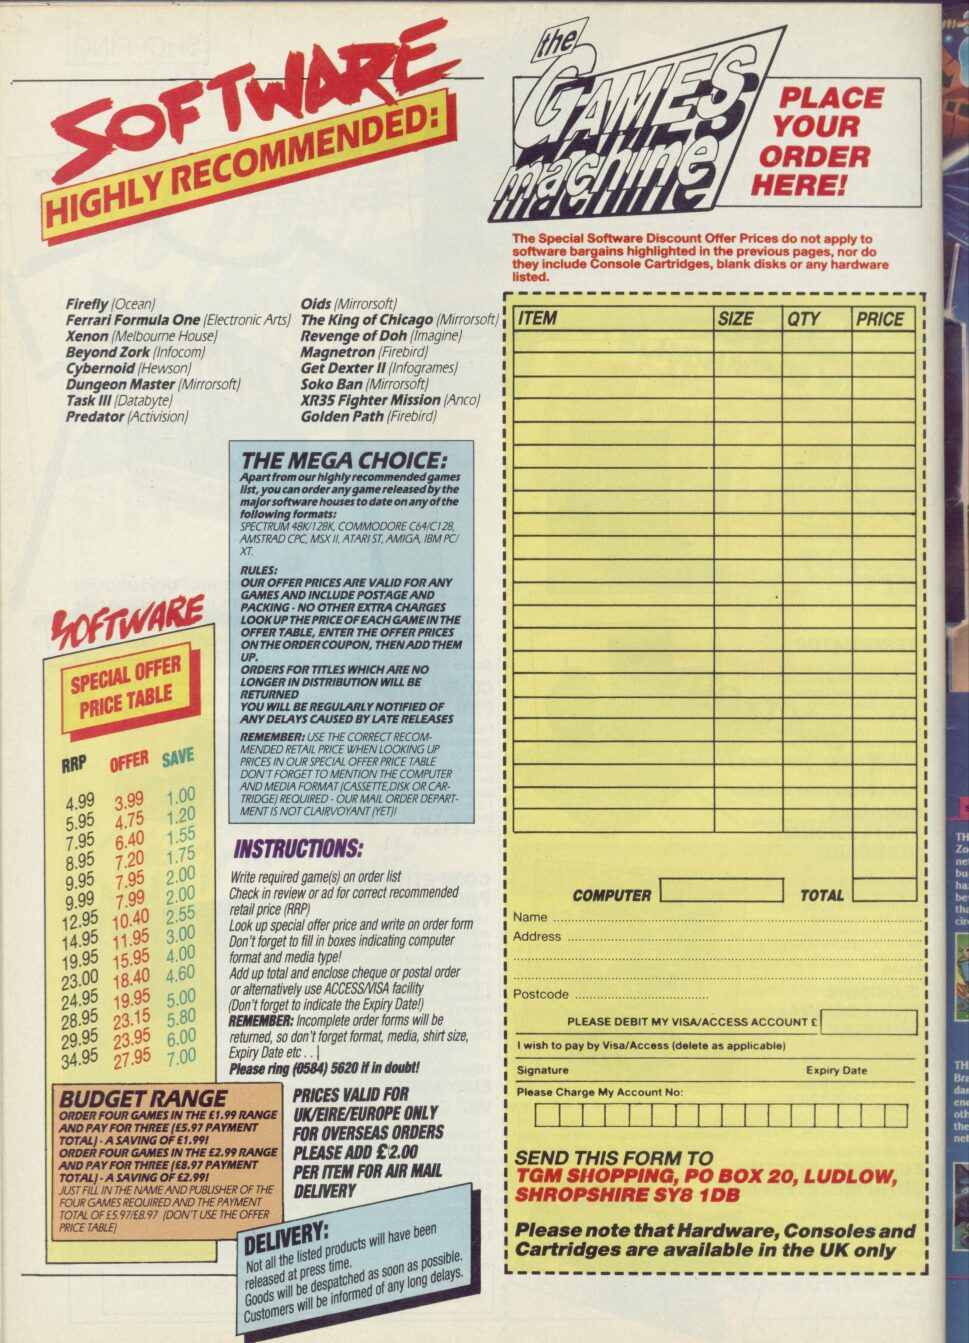 SOFTWARE
HIGHLY RECOMMENDED:
Firefly (Ocean)
Ferrari Formula One (Electronic Arts)
Xenon (Melbourne House)
Beyond Zork (Infocom)
Cybernoid (Hewson)
Dungeon Master (Mirrorsoft)
Task III (Databyte)
Predator (Activision)
Oids (Mirrorsoft)
The King of Chicago (Mirrorsoft)
Revenge of Doh (Imagine)
Magnetron (Firebird)
Get Dexter II (Infogrames)
Soko Ban (Mirrorsoft)
XR35 Fighter Mission (Anco)
Golden Path (Firebird)
THE MEGA CHOICE:
Apart from our highly recommended games
list, you can order any game released by the
major software houses to date on any of the
following formats:
SPECTRUM 48K/128K, COMMODORE C64/C128,
AMSTRAD CPC, MSX II, ATARI ST, AMIGA, IBM PC/
XT.
RULES:
OUR OFFER PRICES ARE VALID FOR ANY
GAMES AND INCLUDE POSTAGE AND
PACKING - NO OTHER EXTRA CHARGES
LOOK UP THE PRICE OF EACH GAME IN THE
OFFER TABLE, ENTER THE OFFER PRICES
ON THE ORDER COUPON, THEN ADD THEM
UP.
ORDERS FOR TITLES WHICH ARE NO
LONGER IN DISTRIBUTION WILL BE
RETURNED
YOU WILL BE REGULARLY NOTIFIED OF
ANY DELAYS CAUSED BY LATE RELEASES
REMEMBER: USE THE CORRECT RECOM-
MENDED RETAIL PRICE WHEN LOOKING UP
PRICES IN OUR SPECIAL OFFER PRICE TABLE
DON'T FORGET TO MENTION THE COMPUTER
AND MEDIA FORMAT (CASSETTE,DISK OR CAR-
TRIDGE) REQUIRED - OUR MAIL ORDER DEPART-
MENT IS NOT CLAIRVOYANT (YET)!
SOFTWARE
SPECIAL OFFER
PRICE TABLE
RRP OFFER SAVE
4.99 3.99 1.00
5.95 4.75 1.20
7.95 6.40 1.55
8.95 7.20 1.75
9.95 7.95 2.00
9.99 7.99 2.00
12.95 10.40 2.55
14.95 11.95 3.00
19.95 15.95 4.00
23.00 18.40 4.60
24.95 19.95 5.00
28.95 23.15 5.80
29.95 23.95 6.00
34.95 27.95 7.00
INSTRUCTIONS:
Write required game(s) on order list
Check in review or ad for correct recommended
retail price (RRP)
Look up special offer price and write on order form
Don't forget to fill in boxes indicating computer
format and media type!
Add up total and enclose cheque or postal order
or alternatively use ACCESS/VISA facility
(Don't forget to indicate the Expiry Date!)
REMEMBER: Incomplete order forms will be
returned, so don't forget format, media, shirt size,
Expiry Date etc . . |
Please ring (0584) 5620 if in doubt!
BUDGET RANGE
ORDER FOUR GAMES IN THE £1.99 RANGE
AND PAY FOR THREE (£5.97 PAYMENT
TOTAL) - A SAVING OF £1.99!
ORDER FOUR GAMES IN THE £2.99 RANGE
AND PAY FOR THREE (£8.97 PAYMENT
TOTAL) - A SAVING OF £2.99!
JUST FILL IN THE NAME AND PUBLISHER OF THE
FOUR GAMES REQUIRED AND THE PAYMENT
TOTAL OF £5.97/£8.97 (DON'T USE THE OFFER
PRICE TABLE)
PRICES VALID FOR
UK/EIRE/EUROPE ONLY
FOR OVERSEAS ORDERS
PLEASE ADD £2.00
PER ITEM FOR AIR MAIL
DELIVERY
DELIVERY:
Not all the listed products will have been
released at press time.
Goods will be despatched as soon as possible.
Customers will be informed of any long delays.
the
GAMES
machine
PLACE
YOUR
ORDER
HERE!
The Special Software Discount Offer Prices do not apply to
software bargains highlighted in the previous pages, nor do
they include Console Cartridges, blank disks or any hardware
listed.
ITEM SIZE QTY PRICE
COMPUTER TOTAL
Name
Address
Postcode
PLEASE DEBIT MY VISA/ACCESS ACCOUNT £
I wish to pay by Visa/Access (delete as applicable)
Signature Expiry Date
Please Charge My Account No:
SEND THIS FORM TO
TGM SHOPPING, PO BOX 20, LUDLOW,
SHROPSHIRE SY8 1DB
Please note that Hardware, Consoles and
Cartridges are available in the UK only